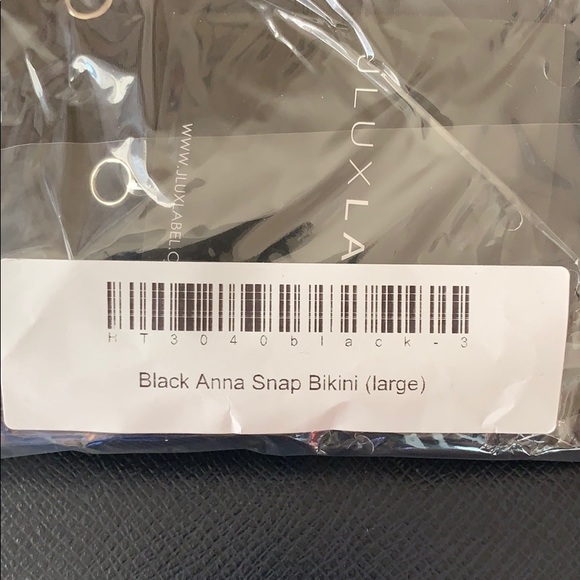 JLUXLA
WWW.JLUXLABEL.C
HT3040black-3
Black Anna Snap Bikini (large)